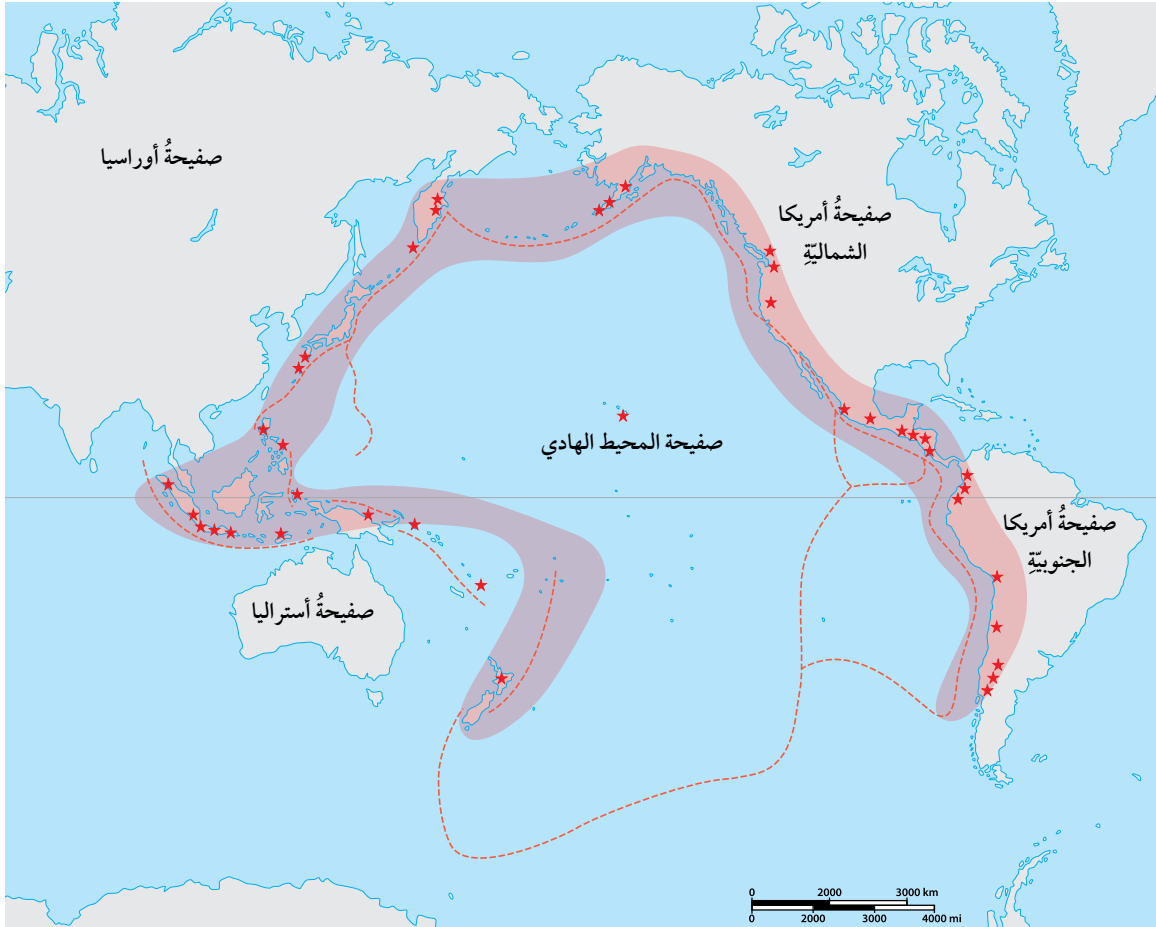 صفيحةُ أوراسيا
صفيحةُ أمريكا
الشماليّةِ
صفيحة المحيط الهادي
صفيحةُ أمريكا
الجنوبيّةِ
صفيحةُ أستراليا
0 2000 3000 km
0 2000 3000 4000 mi